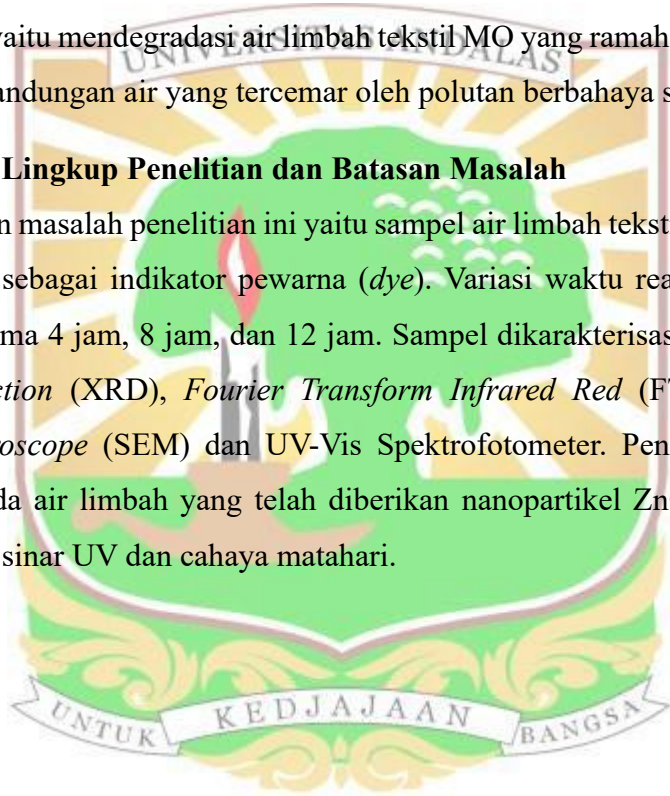 yaitu mendegradasi air limbah tekstil MO yang ramah
UNIVERSITAS ANDALAS
andungan air yang tercemar oleh polutan berbahaya s
Lingkup Penelitian dan Batasan Masalah
n masalah penelitian ini yaitu sampel air limbah tekst
sebagai indikator pewarna (dye). Variasi waktu rea
ma 4 jam, 8 jam, dan 12 jam. Sampel dikarakterisas
ction (XRD), Fourier Transform Infrared Red (F
roscope (SEM) dan UV-Vis Spektrofotometer. Pen
da air limbah yang telah diberikan nanopartikel Zn
sinar UV dan cahaya matahari.
UNTUK KEDJAJAAN BANGSA